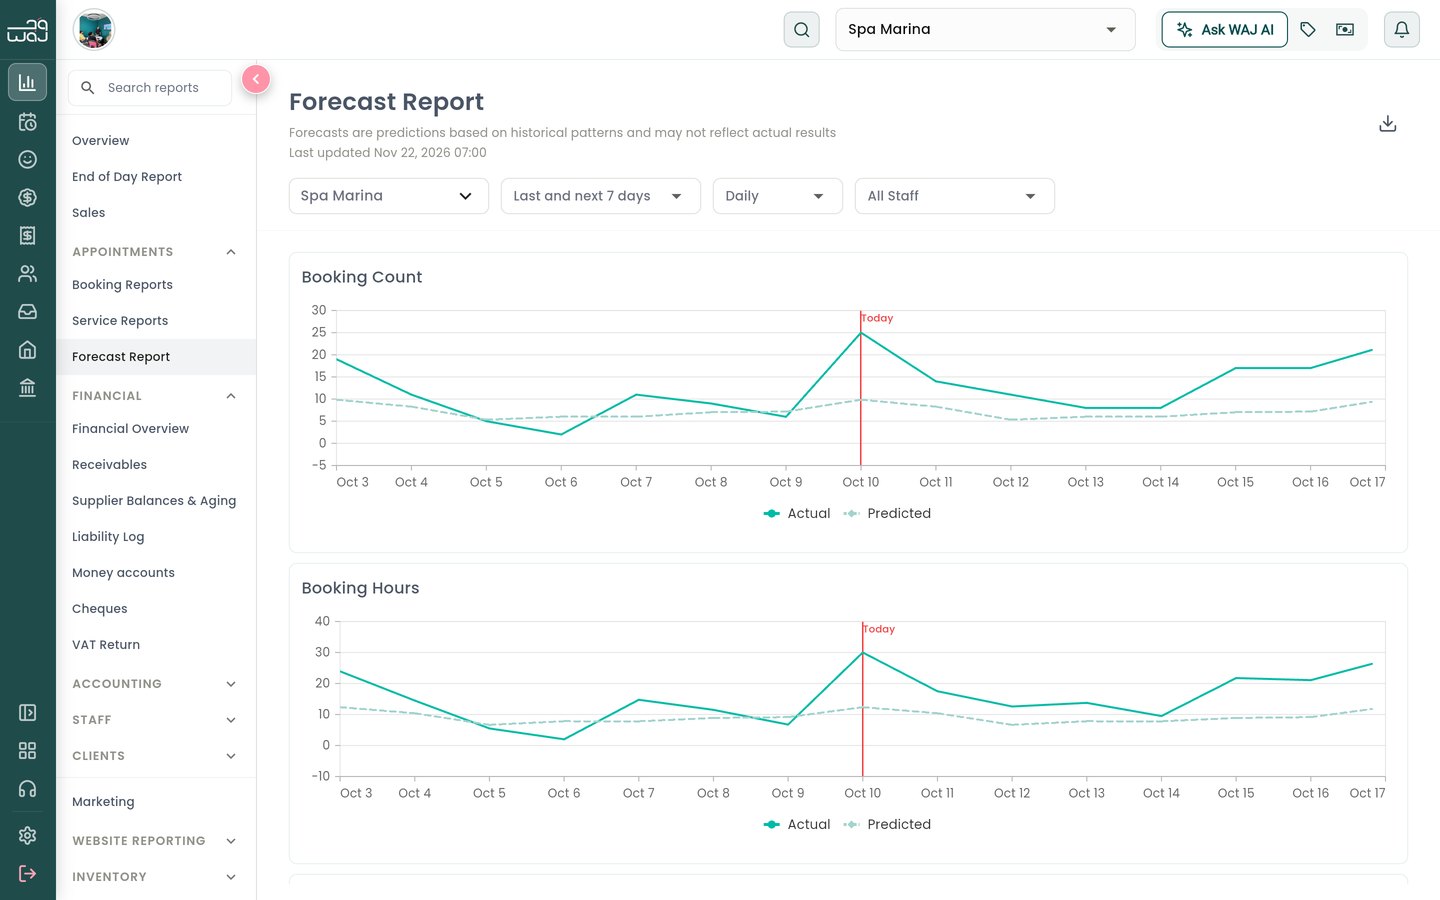 waj
Spa Marina
Ask WAJ AI
Search reports
Overview
End of Day Report
Sales
APPOINTMENTS
Booking Reports
Service Reports
Forecast Report
FINANCIAL
Financial Overview
Receivables
Supplier Balances & Aging
Liability Log
Money accounts
Cheques
VAT Return
ACCOUNTING
STAFF
CLIENTS
Marketing
WEBSITE REPORTING
INVENTORY
Forecast Report
Forecasts are predictions based on historical patterns and may not reflect actual results
Last updated Nov 22, 2026 07:00
Spa Marina
Last and next 7 days
Daily
All Staff
Booking Count
30
25
20
15
10
5
0
-5
Today
Oct 3 Oct 4 Oct 5 Oct 6 Oct 7 Oct 8 Oct 9 Oct 10 Oct 11 Oct 12 Oct 13 Oct 14 Oct 15 Oct 16 Oct 17
Actual Predicted
Booking Hours
40
30
20
10
0
-10
Today
Oct 3 Oct 4 Oct 5 Oct 6 Oct 7 Oct 8 Oct 9 Oct 10 Oct 11 Oct 12 Oct 13 Oct 14 Oct 15 Oct 16 Oct 17
Actual Predicted